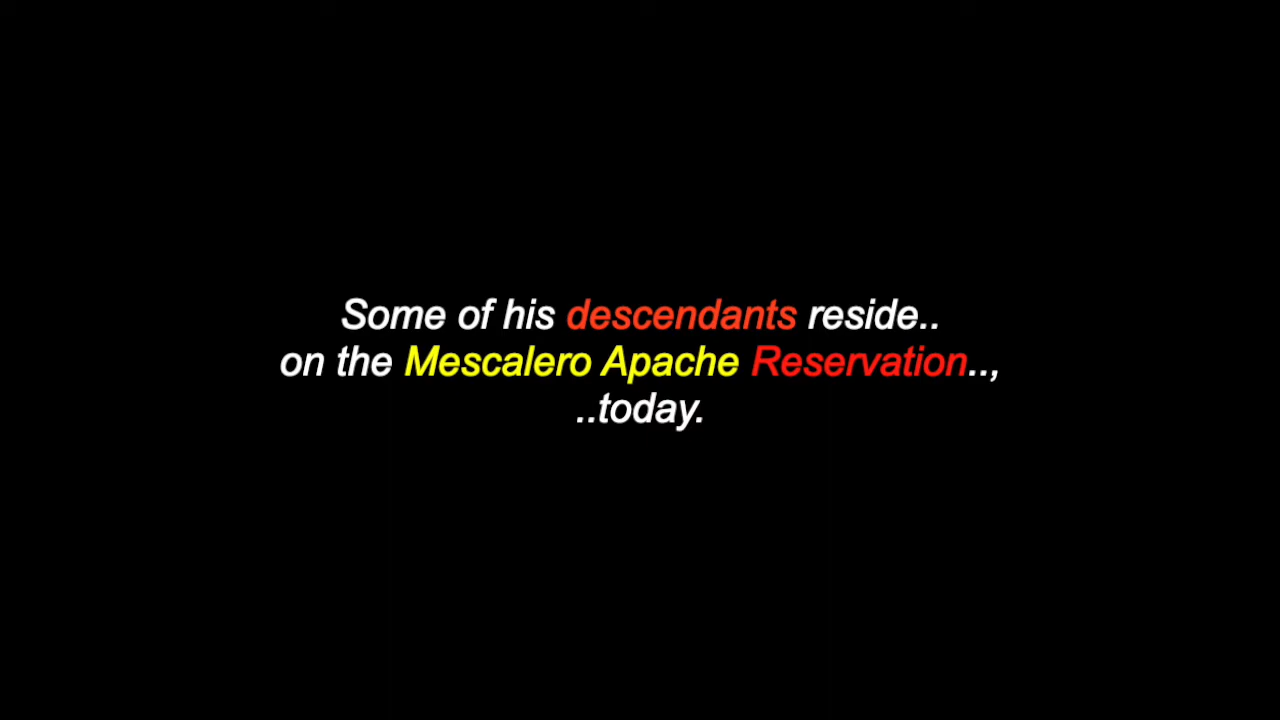 Some of his descendants reside..
on the Mescalero Apache Reservation..,
..today.